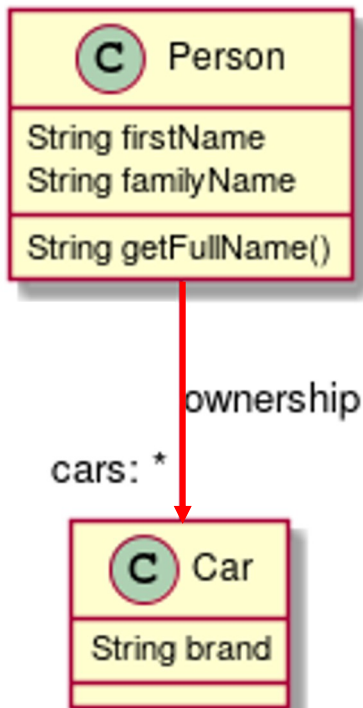 C Person
String firstName
String familyName
String getFullName()
ownership
cars: *
C Car
String brand